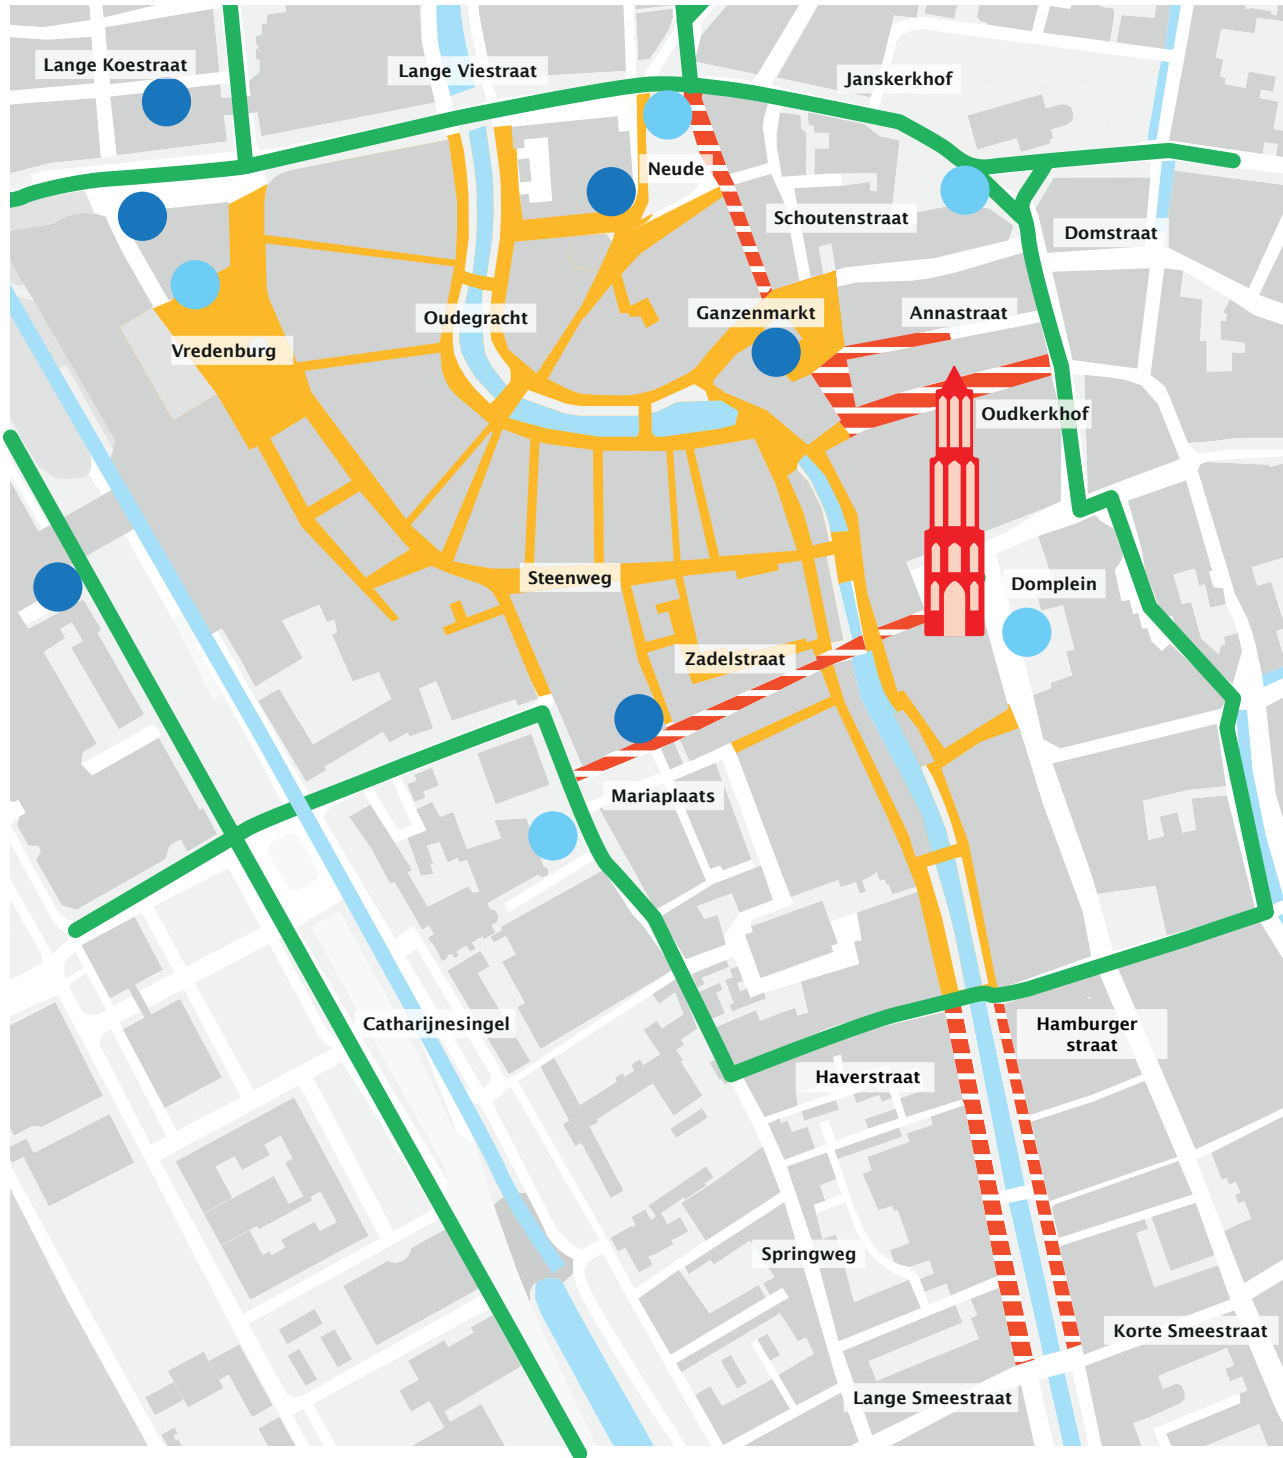 Lange Koestraat
Lange Viestraat
Janskerkhof
Neude
Schoutenstraat
Domstraat
Oudegracht
Ganzenmarkt
Annastraat
Vredenburg
Oudkerkhof
Steenweg
Domplein
Zadelstraat
Mariaplaats
Catharijnesingel
Hamburger
straat
Haverstraat
Springweg
Korte Smeestraat
Lange Smeestraat